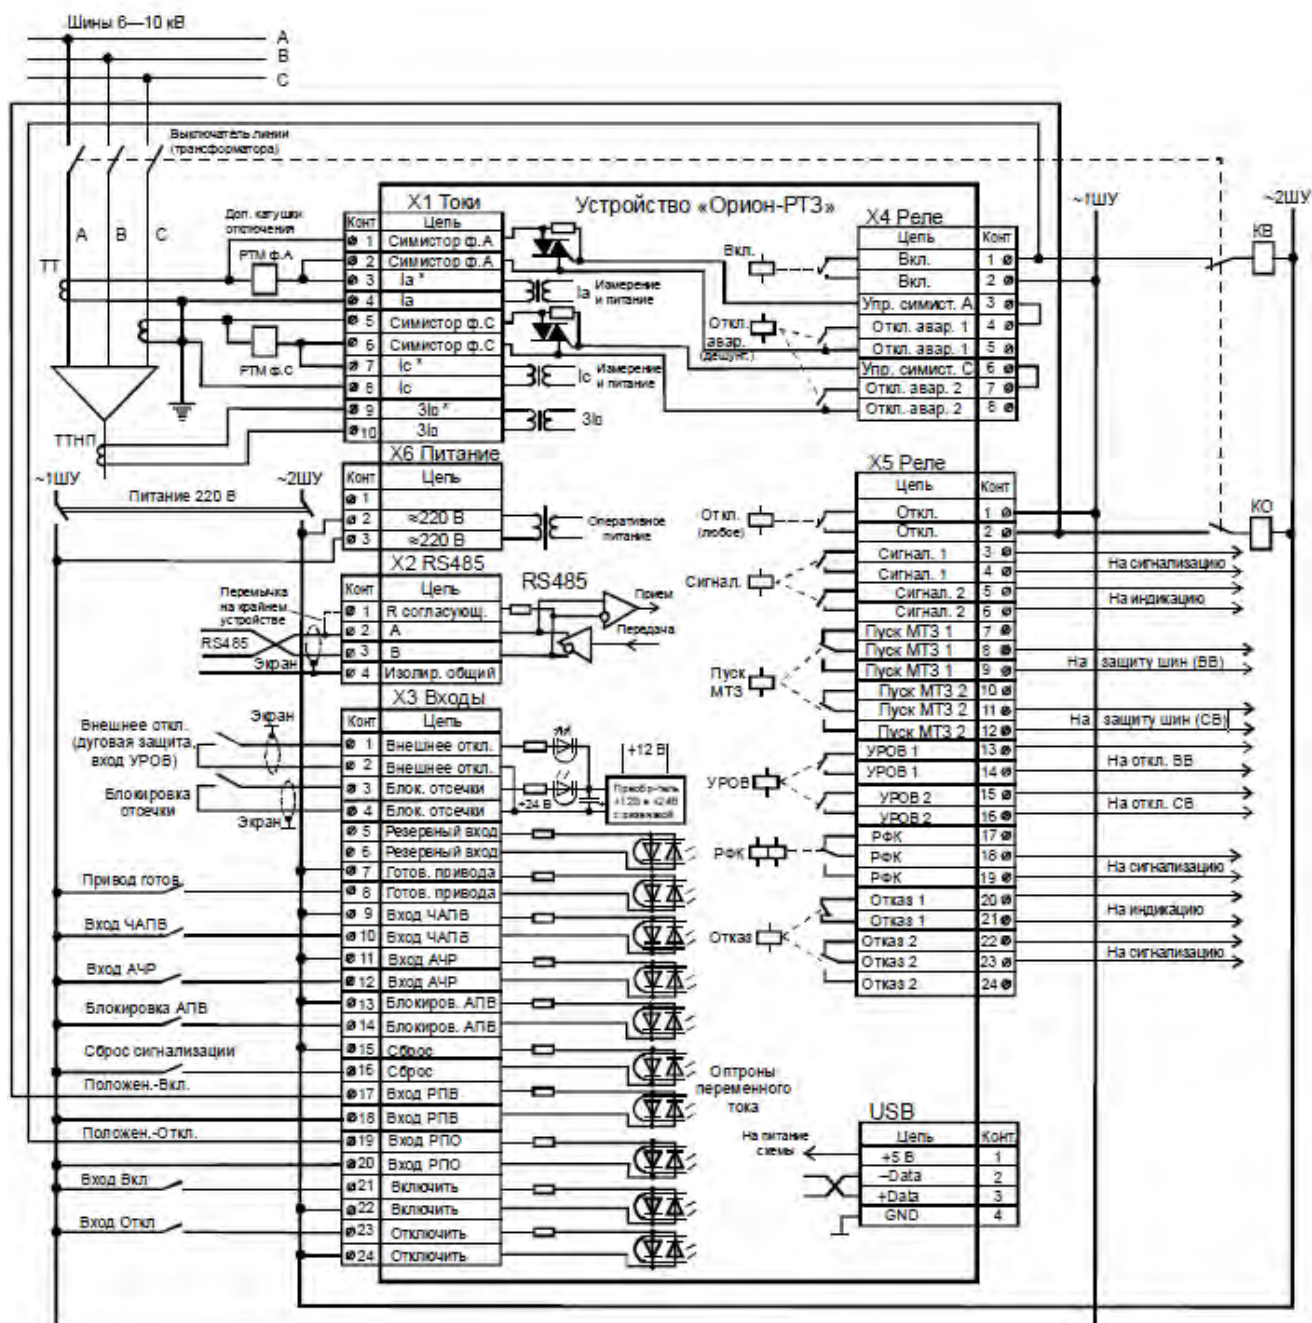 Шины 6—10 кВ
A
B
C
Выключатель линии
(трансформатора)
~1ШУ
~2ШУ
Устройство «Орион-РТЗ»
A
B
C
ТТ
Доп. катушки
отключения
РТМ ф.А
РТМ ф.С
ТТНП
X1 Токи
Конт
Цепь
1 Симистор ф.А
2 Симистор ф.А
3 Ia *
4 Ia
5 Симистор ф.С
6 Симистор ф.С
7 Ic *
8 Ic
9 3Io *
10 3Io
Ia
Измерение
и питание
Ic
Измерение
и питание
3Io
~1ШУ
~2ШУ
Питание 220 В
X6 Питание
Конт
Цепь
1
2 ≈220 В
3 ≈220 В
Оперативное
питание
X2 RS485
Конт
Цепь
1 R согласующ.
2 A
3 B
4 Изолир. общий
Перемычка
на крайнем
устройстве
RS485
Экран
RS485
Прием
Передача
X3 Входы
Конт
Цепь
1 Внешнее откл.
2 Внешнее откл.
3 Блок. отсечки
4 Блок. отсечки
5 Резервный вход
6 Резервный вход
7 Готов. привода
8 Готов. привода
9 Вход ЧАПВ
10 Вход ЧАПВ
11 Вход АЧР
12 Вход АЧР
13 Блокиров. АПВ
14 Блокиров. АПВ
15 Сброс
16 Сброс
17 Вход РПВ
18 Вход РПВ
19 Вход РПО
20 Вход РПО
21 Включить
22 Включить
23 Отключить
24 Отключить
Экран
Внешнее откл.
(дуговая защита,
вход УРОВ)
Блокировка
отсечки
Экран
Привод готов.
Вход ЧАПВ
Вход АЧР
Блокировка АПВ
Сброс сигнализации
Положен.-Вкл.
Положен.-Откл.
Вход Вкл
Вход Откл
+12 В
+24 В
Преобр-тель
+12В в +24В
с развязкой
Оптроны
переменного
тока
X4 Реле
Цепь
Конт
Вкл. 1
Вкл. 2
Упр. симист. А 3
Откл. авар. 1 4
Откл. авар. 1 5
Упр. симист. С 6
Откл. авар. 2 7
Откл. авар. 2 8
Вкл.
Откл.
авар.
(дешунт.)
КВ
КО
X5 Реле
Цепь
Конт
Откл. 1
Откл. 2
Сигнал. 1 3
Сигнал. 1 4
Сигнал. 2 5
Сигнал. 2 6
Пуск МТЗ 1 7
Пуск МТЗ 1 8
Пуск МТЗ 1 9
Пуск МТЗ 2 10
Пуск МТЗ 2 11
Пуск МТЗ 2 12
УРОВ 1 13
УРОВ 1 14
УРОВ 2 15
УРОВ 2 16
РФК 17
РФК 18
РФК 19
Отказ 1 20
Отказ 1 21
Отказ 2 22
Отказ 2 23
Отказ 2 24
Откл.
(любое)
Сигнал.
Пуск
МТЗ
УРОВ
РФК
Отказ
На сигнализацию
На индикацию
На защиту шин (ВВ)
На защиту шин (СВ)
На откл. ВВ
На откл. СВ
На сигнализацию
На индикацию
На сигнализацию
USB
Цепь
Конт.
+5 В 1
–Data 2
+Data 3
GND 4
На питание
схемы